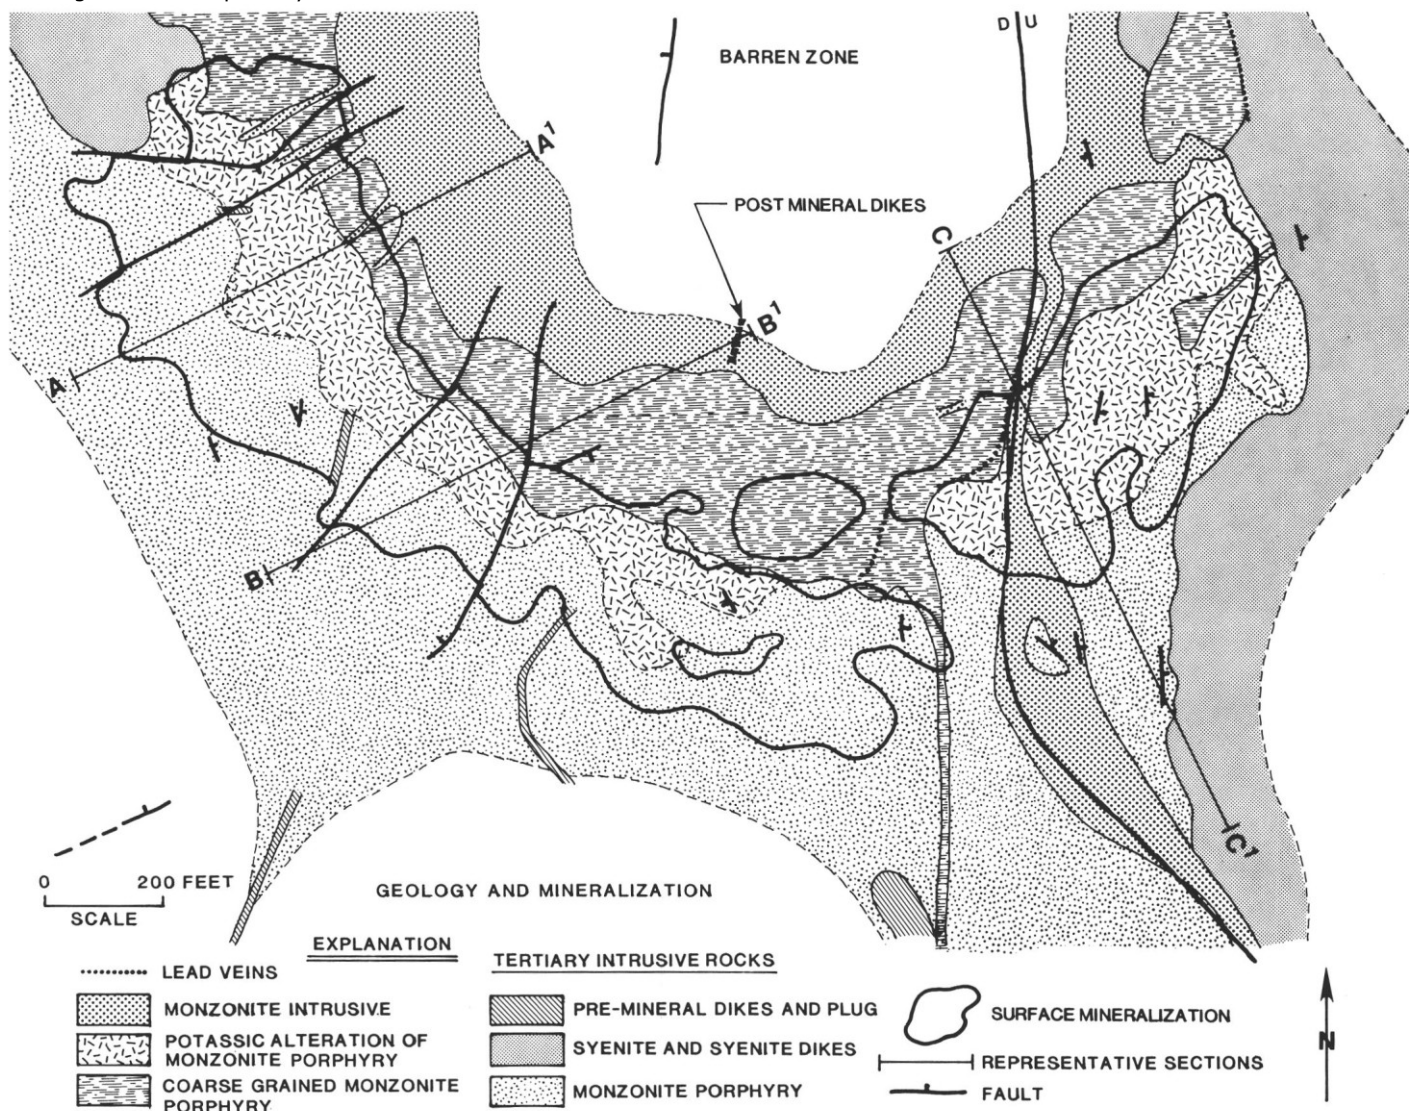 D U
BARREN ZONE
A¹
POST MINERAL DIKES
C
B¹
A
B
C¹
0 200 FEET
SCALE
GEOLOGY AND MINERALIZATION
EXPLANATION
LEAD VEINS
MONZONITE INTRUSIVE
POTASSIC ALTERATION OF
MONZONITE PORPHYRY
COARSE GRAINED MONZONITE
PORPHYRY
TERTIARY INTRUSIVE ROCKS
PRE-MINERAL DIKES AND PLUG
SYENITE AND SYENITE DIKES
MONZONITE PORPHYRY
SURFACE MINERALIZATION
REPRESENTATIVE SECTIONS
FAULT
N